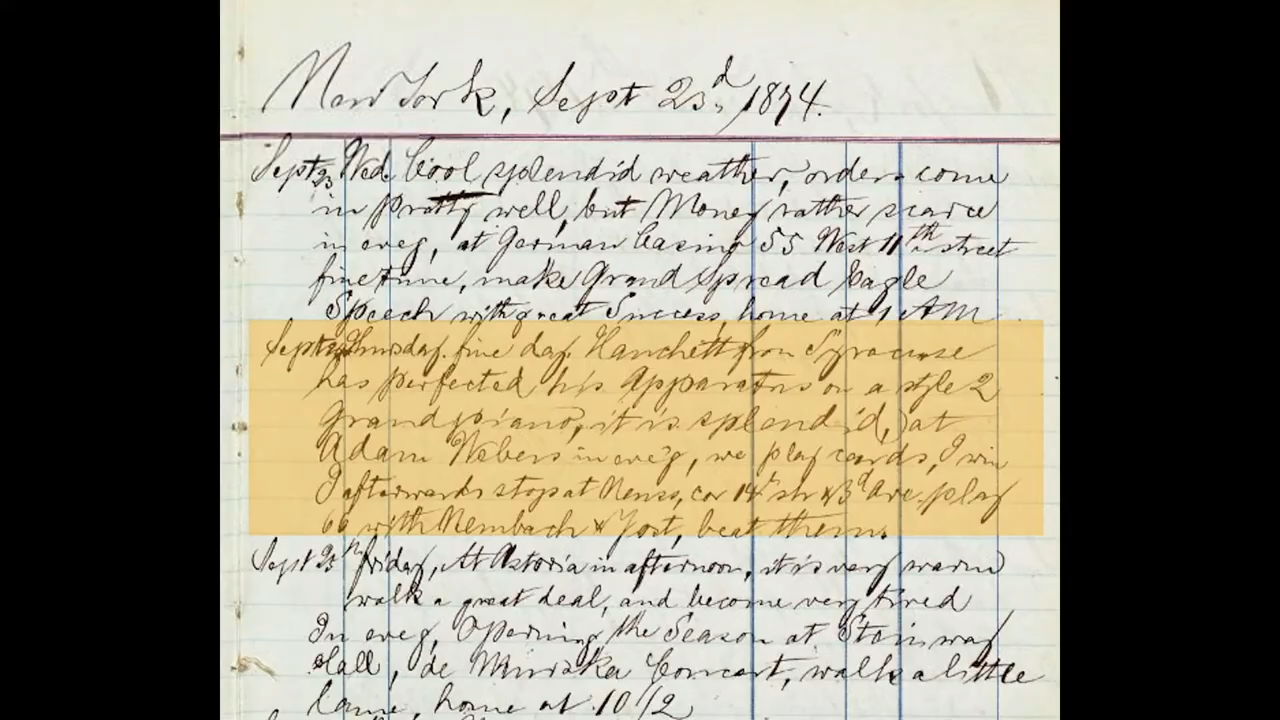 New York, Sept 23d, 1874.
Sept 23 Wed. Cool splendid weather, orders come
in pretty well, but Money rather scarce
in eveg, at German Casino 55 West 11th street
fine time, make Grand Spread Eagle
Speech with great Success, home at 1 AM
Sept 24 Thursday. fine day. Hanchett from Syracuse
has perfected his Apparatus on a style 2
Grand piano, it is splendid, at
Adam Webers in eveg, we play cards, I win
I afterwards stop at cor 14th str & 3d Ave. play
66 with & Yost, beat them.
Sept 25th Friday, At Astoria in afternoon, it is very warm
walk a great deal, and become very tired
In eveg, Opening the Season at Steinway
Hall, de Murska Concert, walk a little
lame, home at 10 1/2